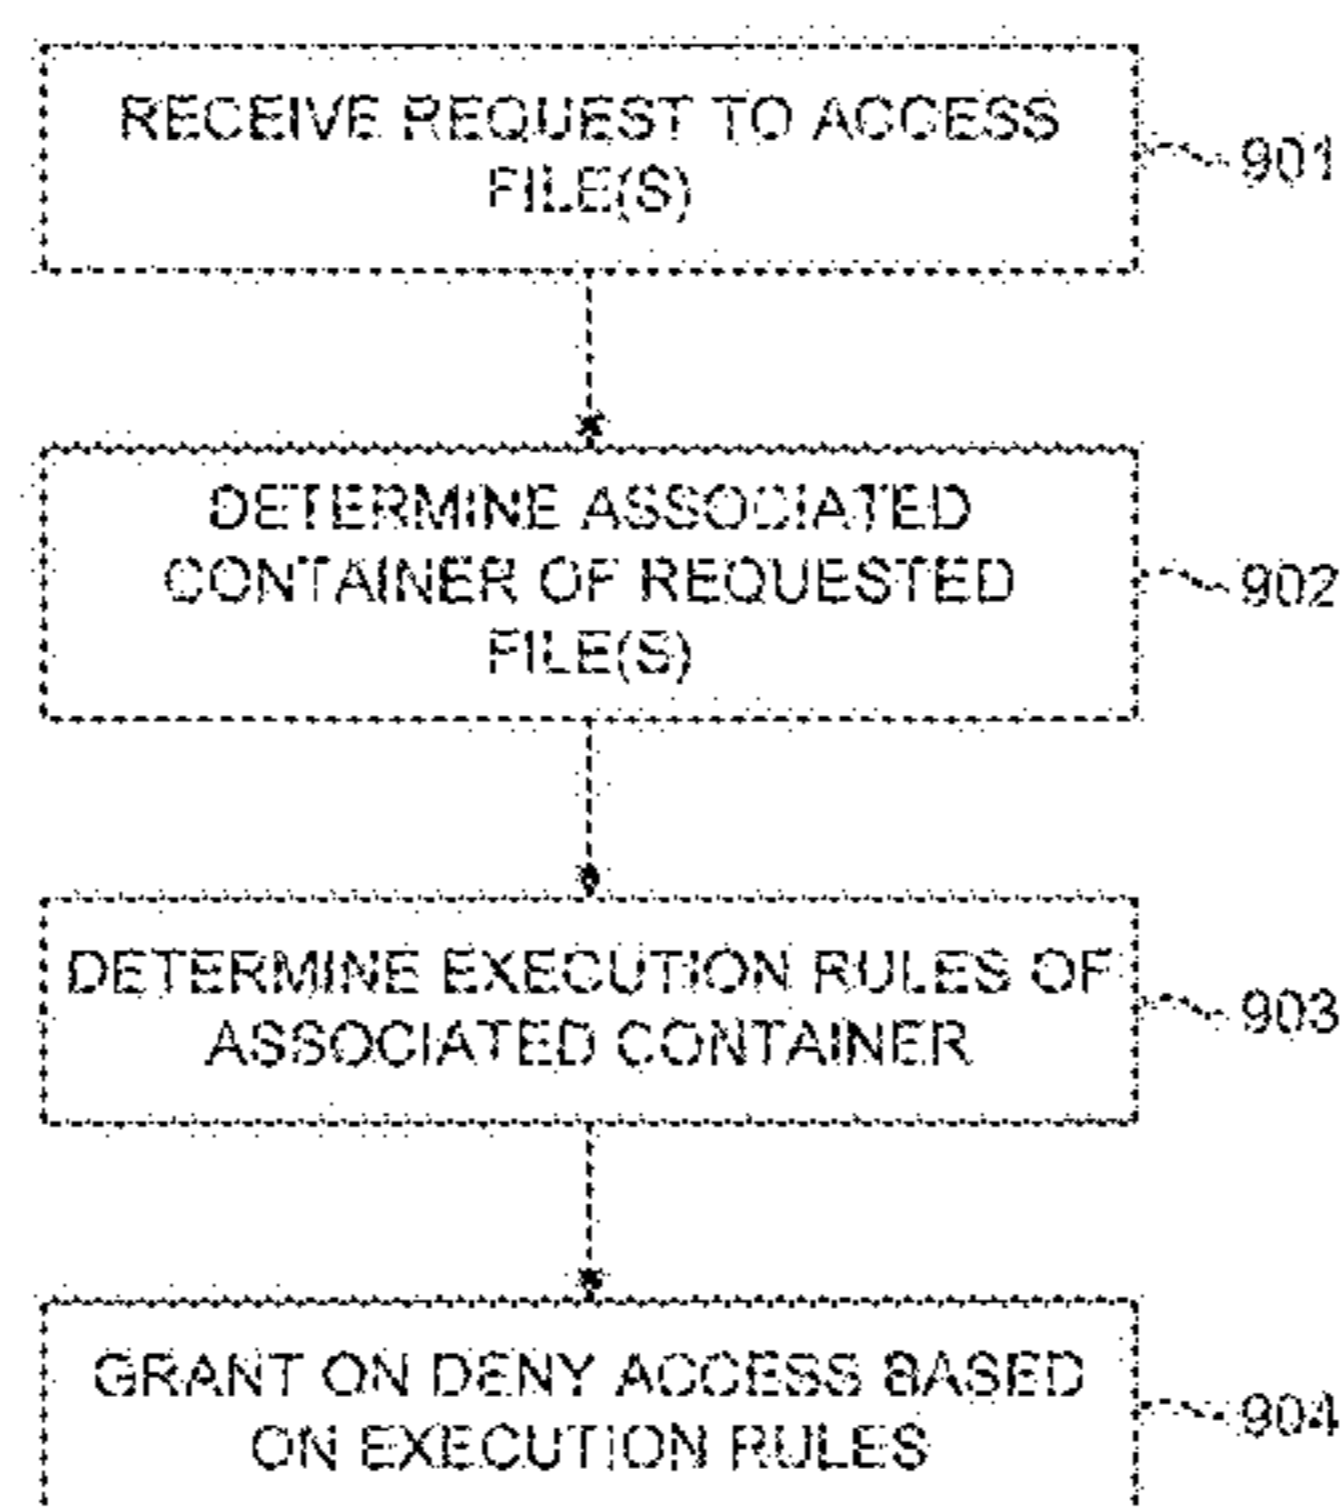 RECEIVE REQUEST TO ACCESS
FILE(S)
901
DETERMINE ASSOCIATED
CONTAINER OF REQUESTED
FILE(S)
902
DETERMINE EXECUTION RULES OF
ASSOCIATED CONTAINER
903
GRANT ON DENY ACCESS BASED
ON EXECUTION RULES
904